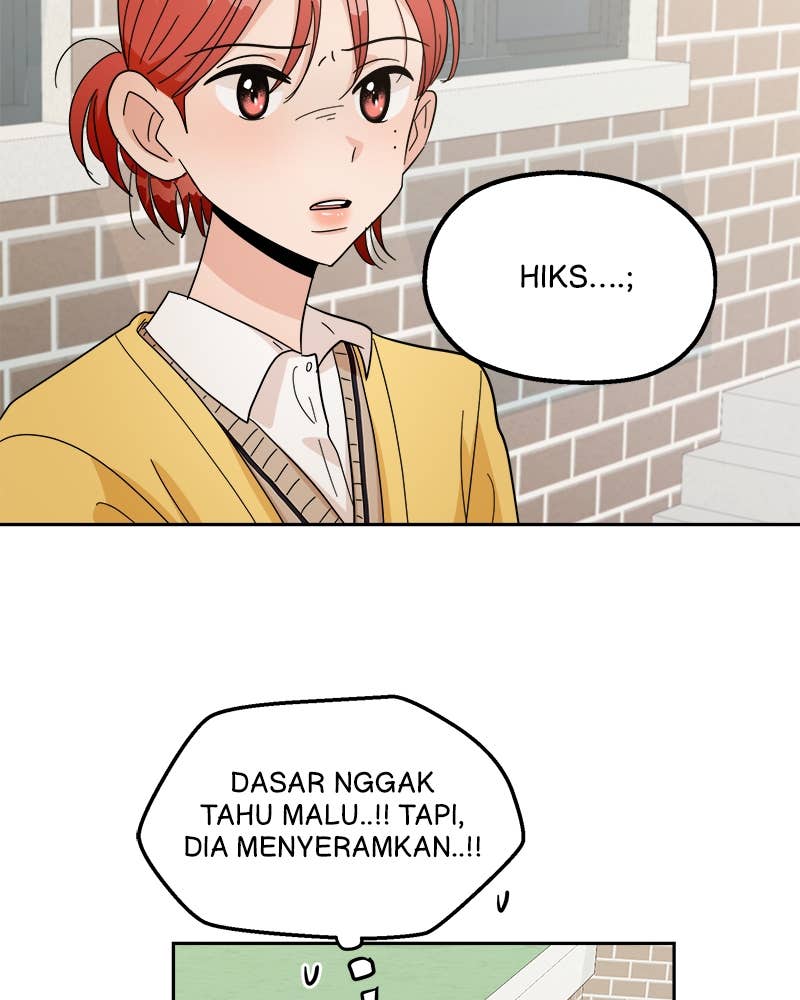 HIKS....;
DASAR NGGAK
TAHU MALU..!! TAPI,
DIA MENYERAMKAN..!!